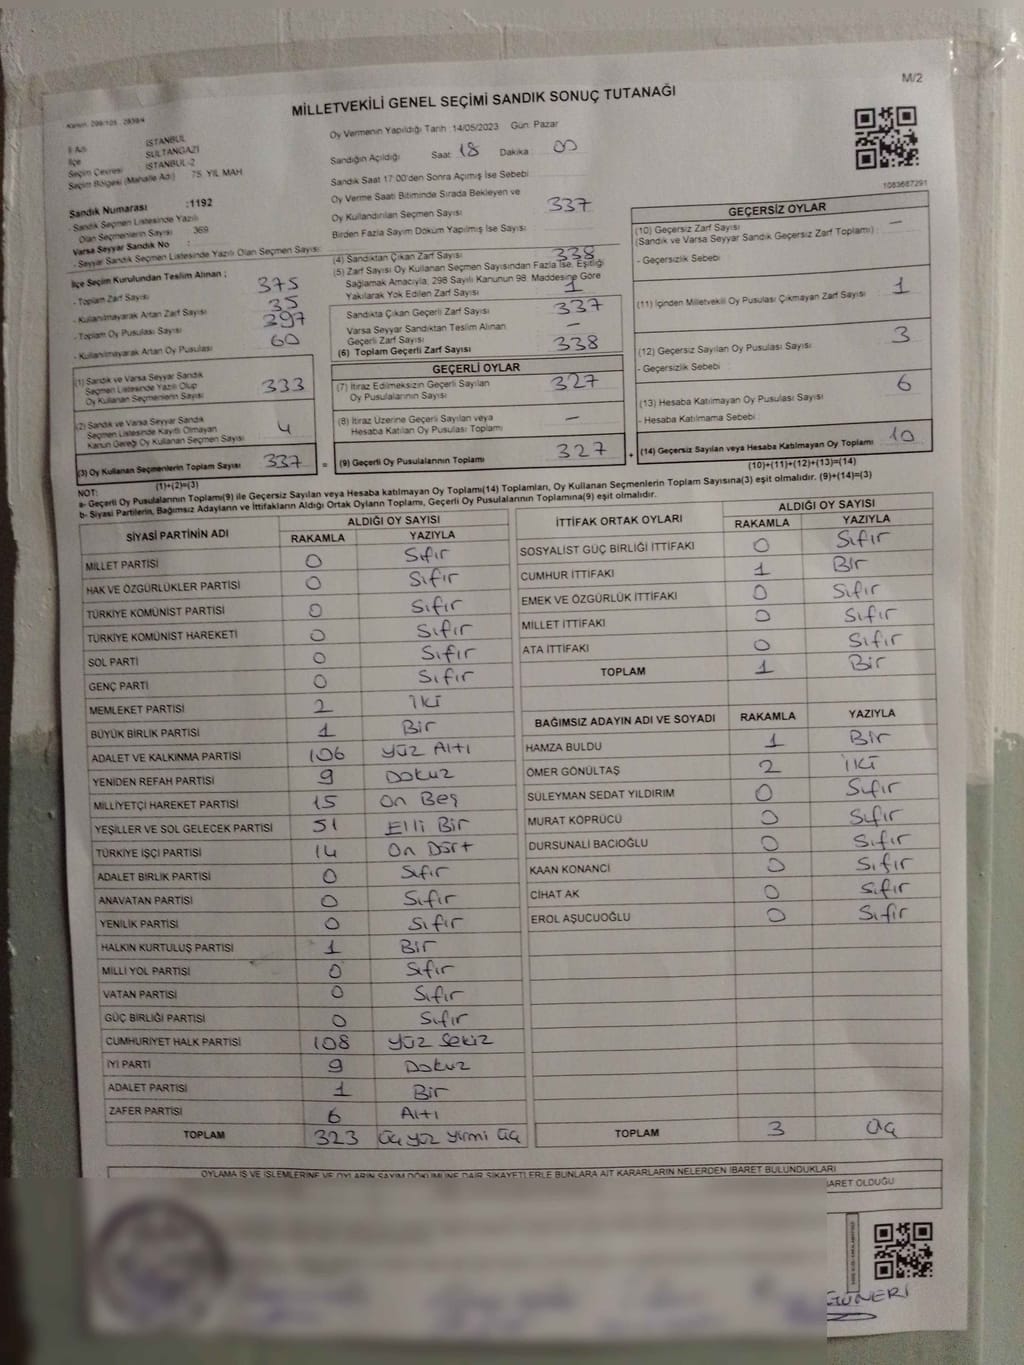 M/2
MİLLETVEKİLİ GENEL SEÇİMİ SANDIK SONUÇ TUTANAĞI
İl Adı İSTANBUL
İlçe SULTANGAZİ
Seçim Çevresi İSTANBUL-2
Seçim Bölgesi (Mahalle Adı) 75. YIL MAH
Sandık Numarası :1192
- Sandık Seçmen Listesinde Yazılı
Olan Seçmenlerin Sayısı 369
Varsa Seyyar Sandık No :
- Seyyar Sandık Seçmen Listesinde Yazılı Olan Seçmen Sayısı
İlçe Seçim Kurulundan Teslim Alınan ;
- Toplam Zarf Sayısı 375
- Kullanılmayarak Artan Zarf Sayısı 35
- Toplam Oy Pusulası Sayısı 397
- Kullanılmayarak Artan Oy Pusulası 60
(1) Sandık ve Varsa Seyyar Sandık
Seçmen Listesinde Yazılı Olup
Oy Kullanan Seçmenlerin Sayısı 333
(2) Sandık ve Varsa Seyyar Sandık
Seçmen Listesinde Kayıtlı Olmayan
Kanun Gereği Oy Kullanan Seçmen Sayısı 4
(3) Oy Kullanan Seçmenlerin Toplam Sayısı 337 =
(1)+(2)=(3)
Oy Vermenin Yapıldığı Tarih :14/05/2023 Gün: Pazar
Sandığın Açıldığı Saat 18 Dakika 00
Sandık Saat 17:00'den Sonra Açımış İse Sebebi
Oy Verme Saati Bitiminde Sırada Bekleyen ve
Oy Kullandırılan Seçmen Sayısı 337
Birden Fazla Sayım Döküm Yapılmış İse Sayısı:
(4) Sandıktan Çıkan Zarf Sayısı 338
(5) Zarf Sayısı Oy Kullanan Seçmen Sayısından Fazla İse, Eşitliği
Sağlamak Amacıyla; 298 Sayılı Kanunun 98. Maddesine Göre
Yakılarak Yok Edilen Zarf Sayısı 1
Sandıkta Çıkan Geçerli Zarf 337
Varsa Seyyar Sandıktan Teslim Alınan
Geçerli Zarf Sayısı –
(6) Toplam Geçerli Zarf Sayısı 338
GEÇERLİ OYLAR
(7) İtiraz Edilmeksizin Geçerli Sayılan
Oy Pusulalarının Sayısı 327
(8) İtiraz Üzerine Geçerli Sayılan veya
Hesaba Katılan Oy Pusulası Toplamı –
(9) Geçerli Oy Pusulalarının Toplamı 327 +
1083687291
GEÇERSİZ OYLAR
(10) Geçersiz Zarf Sayısı –
(Sandık ve Varsa Seyyar Sandık Geçersiz Zarf Toplamı) :
- Geçersizlik Sebebi
(11) İçinden Milletvekili Oy Pusulası Çıkmayan Zarf Sayısı 1
(12) Geçersiz Sayılan Oy Pusulası Sayısı 3
- Geçersizlik Sebebi
(13) Hesaba Katılmayan Oy Pusulası Sayısı 6
- Hesaba Katılmama Sebebi
(14) Geçersiz Sayılan veya Hesaba Katılmayan Oy Toplamı 10
(10)+(11)+(12)+(13)=(14)
NOT:
a- Geçerli Oy Pusulalarının Toplamı(9) ile Geçersiz Sayılan veya Hesaba katılmayan Oy Toplamı(14) Toplamları, Oy Kullanan Seçmenlerin Toplam Sayısına(3) eşit olmalıdır. (9)+(14)=(3)
b- Siyasi Partilerin, Bağımsız Adayların ve İttifakların Aldığı Ortak Oyların Toplamı, Geçerli Oy Pusulalarının Toplamına(9) eşit olmalıdır.
SİYASİ PARTİNİN ADI ALDIĞI OY SAYISI
RAKAMLA YAZIYLA
MİLLET PARTİSİ 0 Sıfır
HAK VE ÖZGÜRLÜKLER PARTİSİ 0 Sıfır
TÜRKİYE KOMÜNİST PARTİSİ 0 Sıfır
TÜRKİYE KOMÜNİST HAREKETİ 0 Sıfır
SOL PARTİ 0 Sıfır
GENÇ PARTİ 0 Sıfır
MEMLEKET PARTİSİ 2 İki
BÜYÜK BİRLİK PARTİSİ 1 Bir
ADALET VE KALKINMA PARTİSİ 106 Yüz Altı
YENİDEN REFAH PARTİSİ 9 Dokuz
MİLLİYETÇİ HAREKET PARTİSİ 15 On Beş
YEŞİLLER VE SOL GELECEK PARTİSİ 51 Elli Bir
TÜRKİYE İŞÇİ PARTİSİ 14 On Dört
ADALET BİRLİK PARTİSİ 0 Sıfır
ANAVATAN PARTİSİ 0 Sıfır
YENİLİK PARTİSİ 0 Sıfır
HALKIN KURTULUŞ PARTİSİ 1 Bir
MİLLİ YOL PARTİSİ 0 Sıfır
VATAN PARTİSİ 0 Sıfır
GÜÇ BİRLİĞİ PARTİSİ 0 Sıfır
CUMHURİYET HALK PARTİSİ 108 Yüz Sekiz
İYİ PARTİ 9 Dokuz
ADALET PARTİSİ 1 Bir
ZAFER PARTİSİ 6 Altı
TOPLAM 323 Üç Yüz Yirmi Üç
İTTİFAK ORTAK OYLARI ALDIĞI OY SAYISI
RAKAMLA YAZIYLA
SOSYALİST GÜÇ BİRLİĞİ İTTİFAKI 0 Sıfır
CUMHUR İTTİFAKI 1 Bir
EMEK VE ÖZGÜRLÜK İTTİFAKI 0 Sıfır
MİLLET İTTİFAKI 0 Sıfır
ATA İTTİFAKI 0 Sıfır
TOPLAM 1 Bir
BAĞIMSIZ ADAYIN ADI VE SOYADI RAKAMLA YAZIYLA
HAMZA BULDU 1 Bir
ÖMER GÖNÜLTAŞ 2 İki
SÜLEYMAN SEDAT YILDIRIM 0 Sıfır
MURAT KÖPRÜCÜ 0 Sıfır
DURSUNALİ BACIOĞLU 0 Sıfır
KAAN KONANCİ 0 Sıfır
CİHAT AK 0 Sıfır
EROL AŞUCUOĞLU 0 Sıfır
TOPLAM 3 Üç
OYLAMA İŞ VE İŞLEMLERİNE VE OYLARIN SAYIM DÖKÜMÜNE DAİR ŞİKAYETLERLE BUNLARA AİT KARARLARIN NELERDEN İBARET BULUNDUKLARI
İBARET OLDUĞU
GÜNERİ